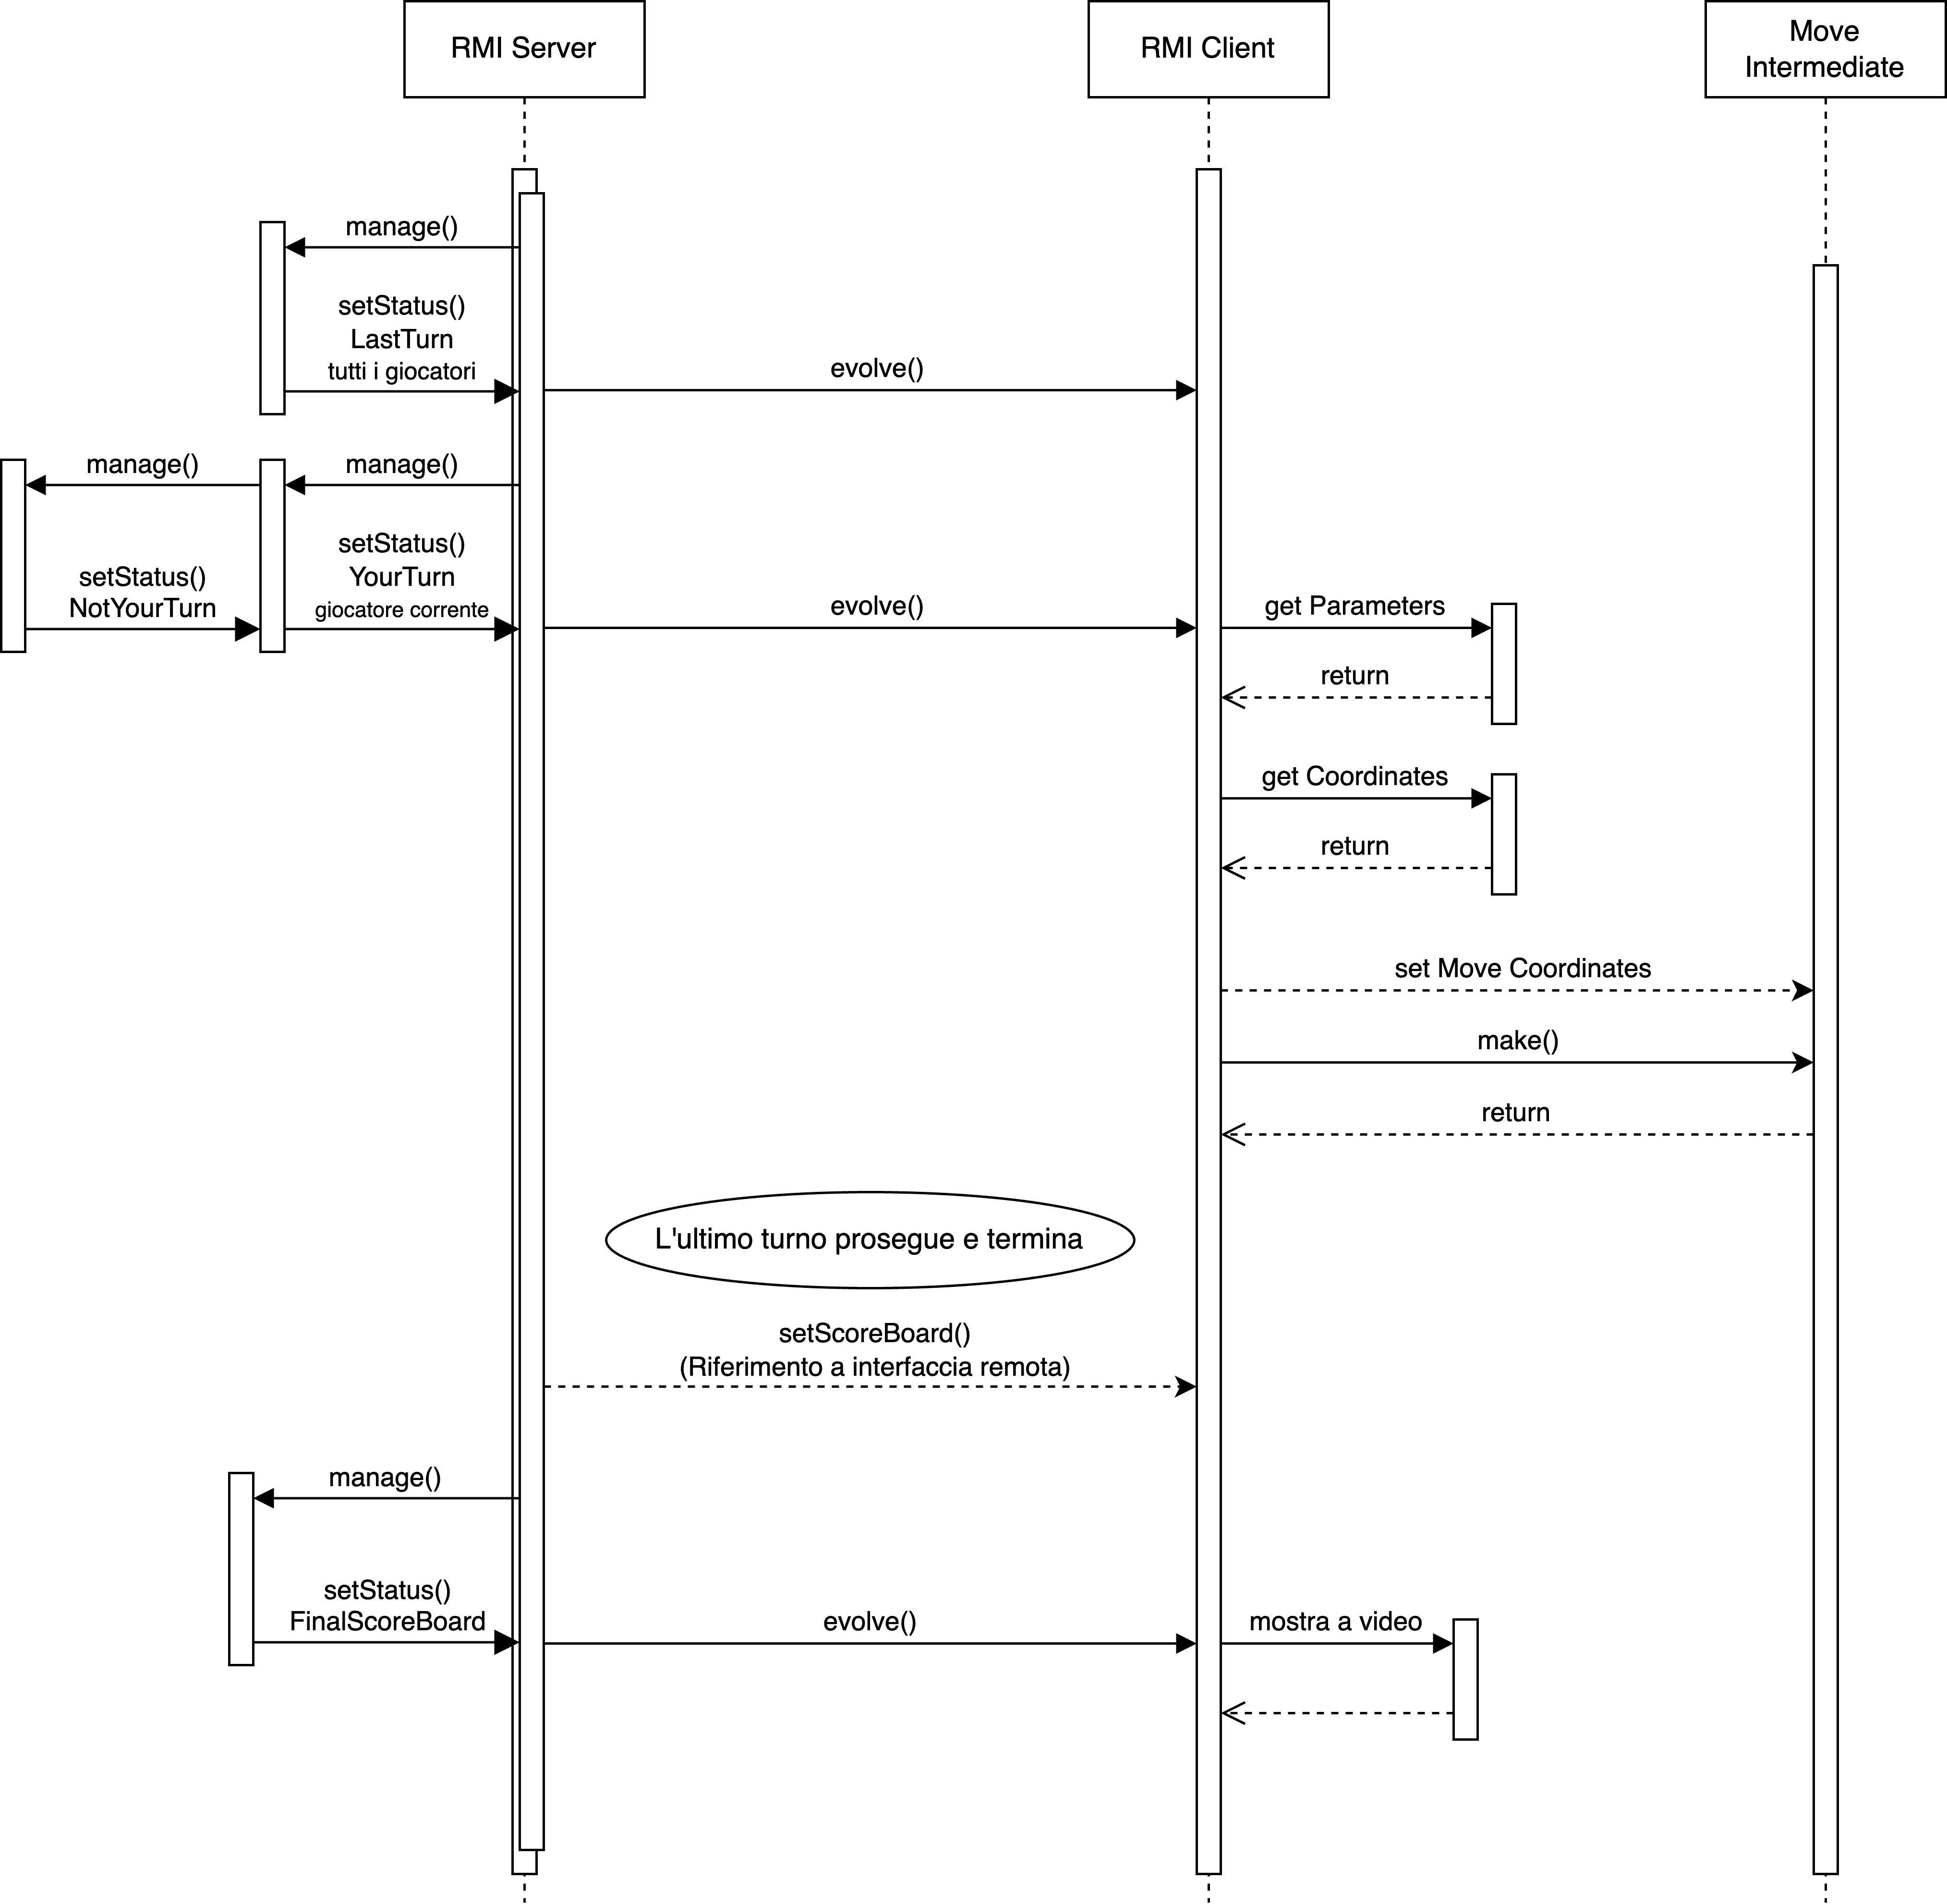 RMI Server
RMI Client
Move
Intermediate
manage()
setStatus()
LastTurn
tutti i giocatori
evolve()
manage()
manage()
setStatus()
NotYourTurn
setStatus()
YourTurn
giocatore corrente
evolve()
get Parameters
return
get Coordinates
return
set Move Coordinates
make()
return
L'ultimo turno prosegue e termina
setScoreBoard()
(Riferimento a interfaccia remota)
manage()
setStatus()
FinalScoreBoard
evolve()
mostra a video